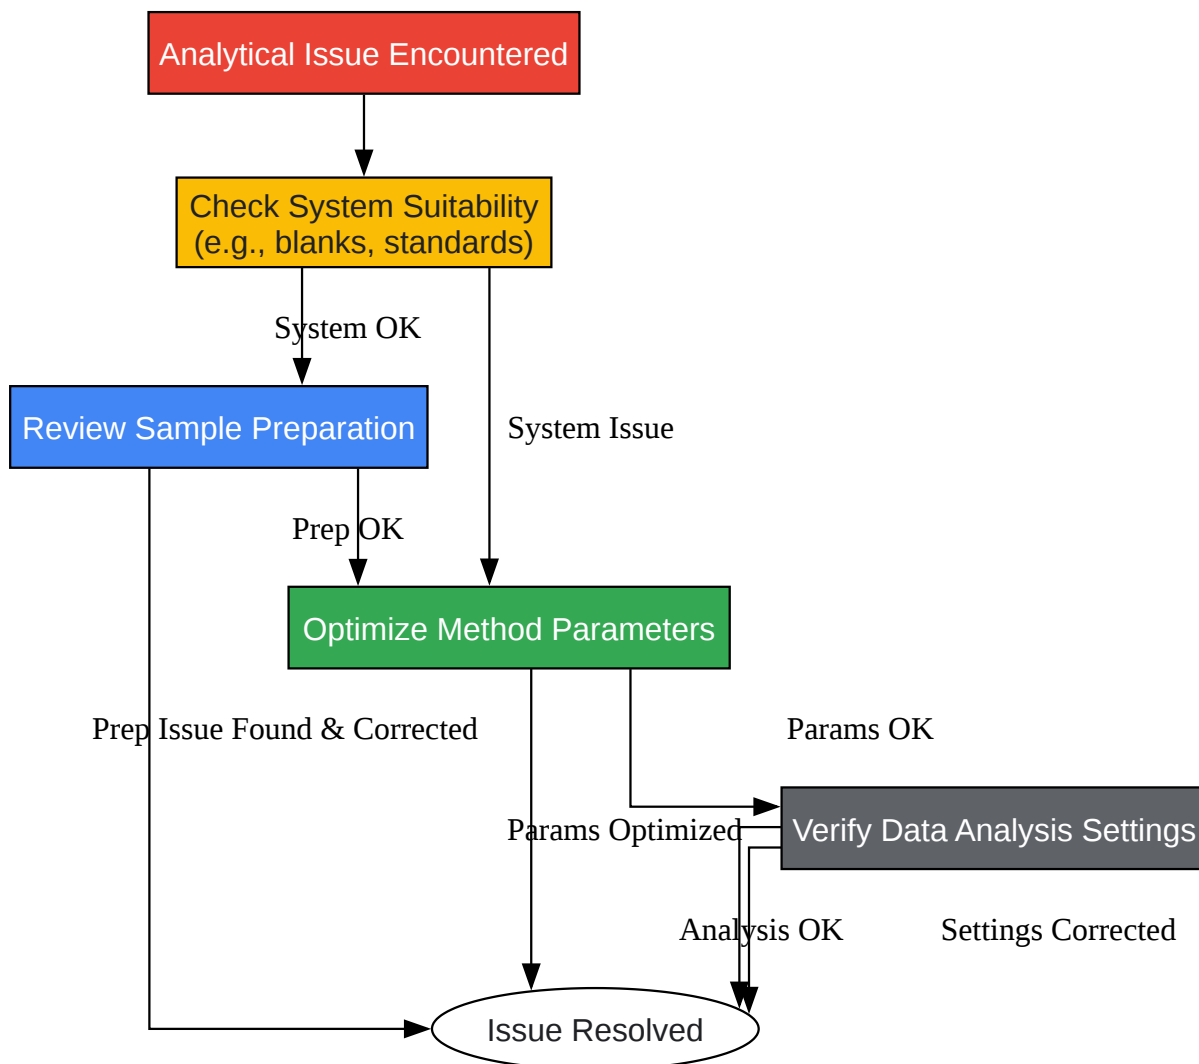 Analytical Issue Encountered
Check System Suitability
(e.g., blanks, standards)
System OK
Review Sample Preparation
System Issue
Prep OK
Optimize Method Parameters
Prep Issue Found & Corrected
Params OK
Params Optimized
Verify Data Analysis Settings
Analysis OK
Settings Corrected
Issue Resolved